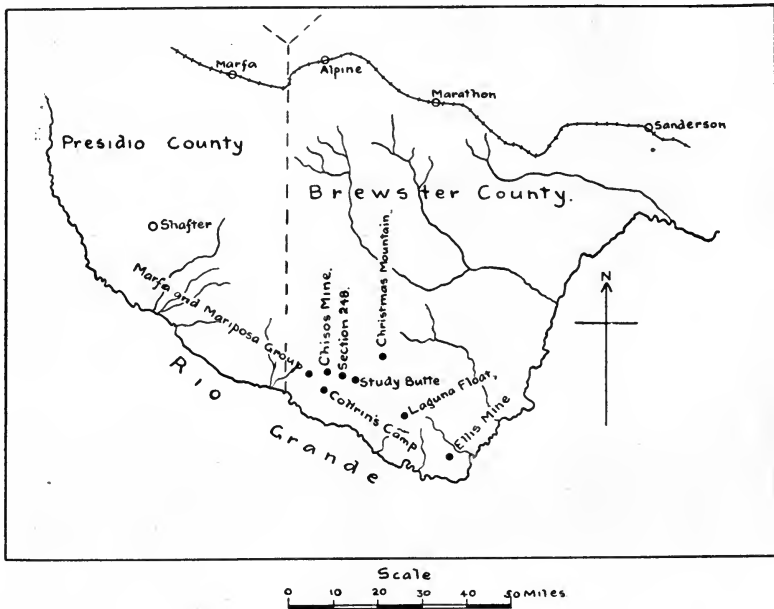 Marfa
Alpine
Marathon
Sanderson
Presidio County
Brewster County.
Shafter
Marfa and Mariposa Group
Chisos Mine.
Section 248.
Christmas Mountain.
Study Butte
Cottrin's Camp
Laguna Float,
Ellis Mine
N
Rio Grande
Scale
0 10 20 30 40 50 Miles.